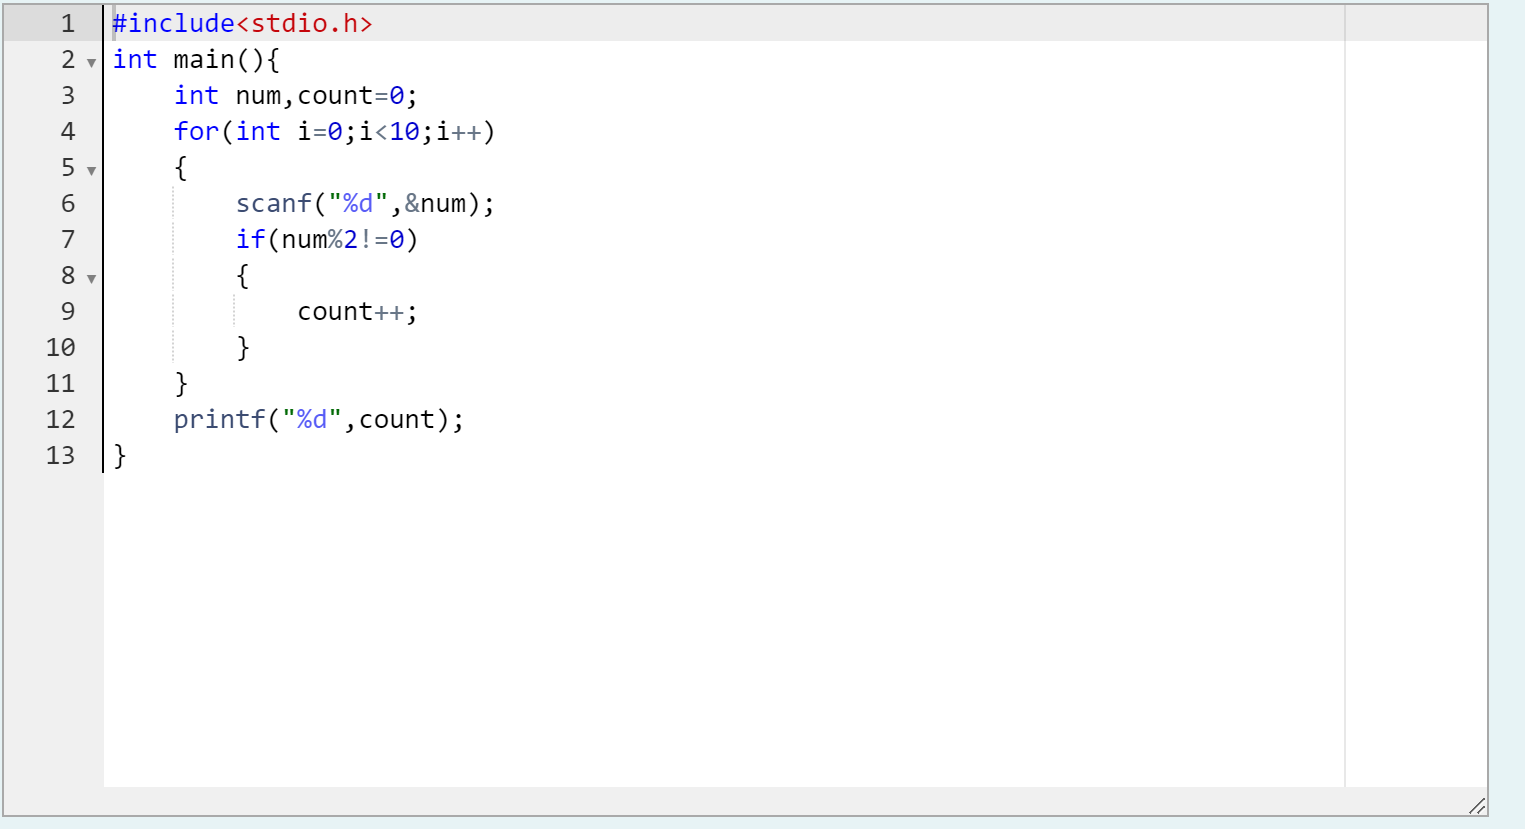 1 #include<stdio.h>
2 int main(){
3     int num,count=0;
4     for(int i=0;i<10;i++)
5     {
6         scanf("%d",&num);
7         if(num%2!=0)
8         {
9             count++;
10         }
11     }
12     printf("%d",count);
13 }